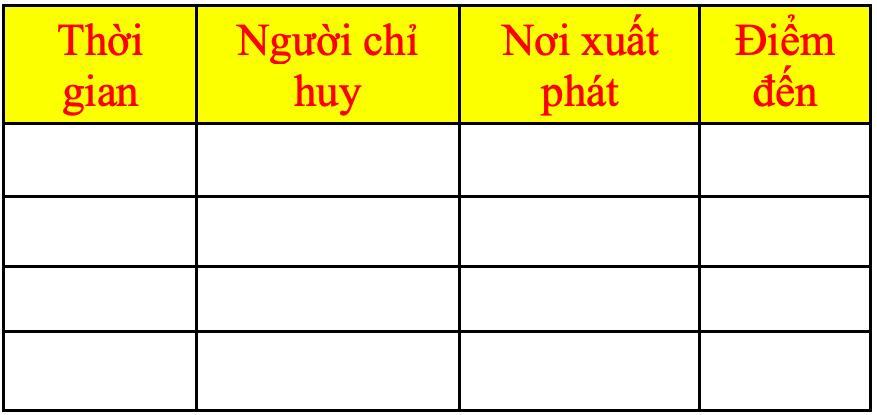 Thời gian
Người chỉ huy
Nơi xuất phát
Điểm đến